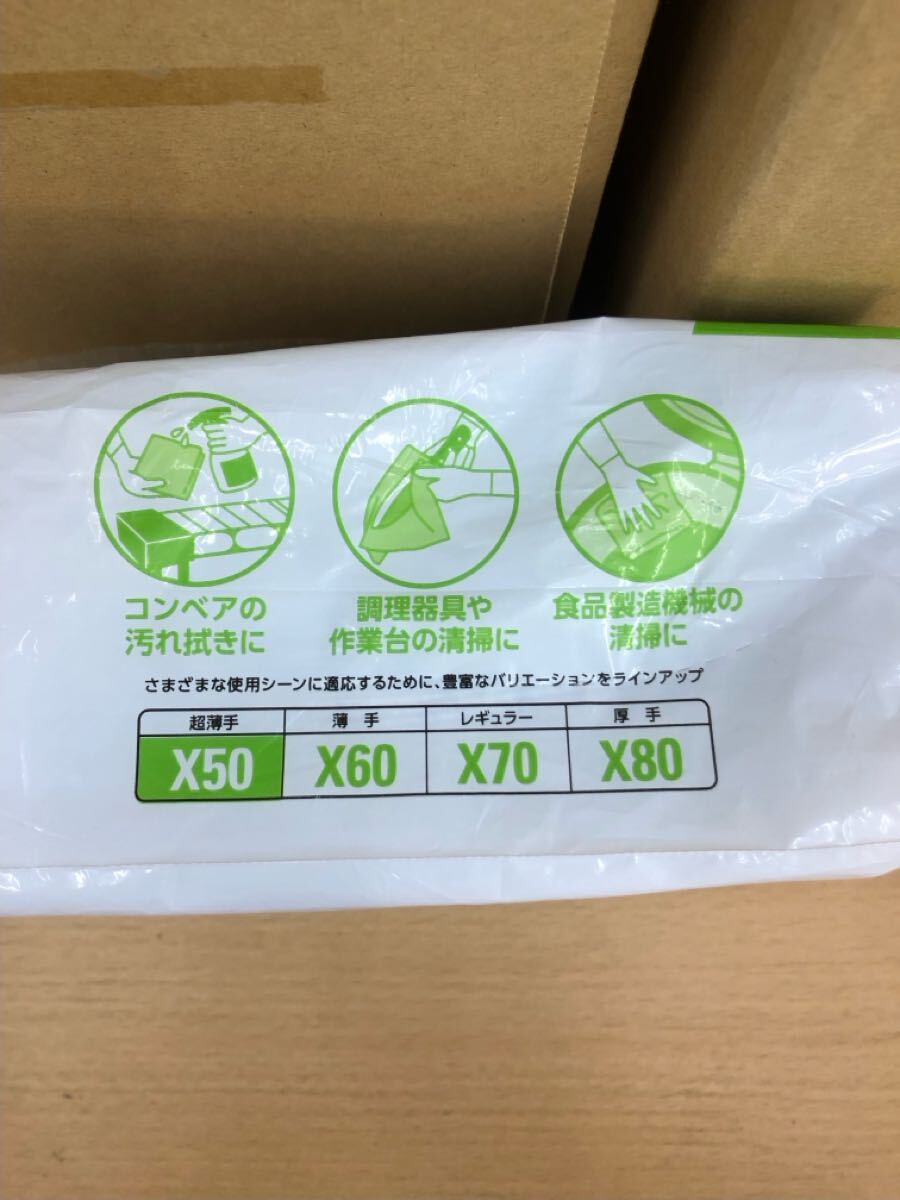 コンベアの
汚れ拭きに
調理器具や
作業台の清掃に
食品製造機械の
清掃に
さまざまな使用シーンに適応するために、豊富なバリエーションをラインアップ
超薄手 薄手 レギュラー 厚手
X50 X60 X70 X80